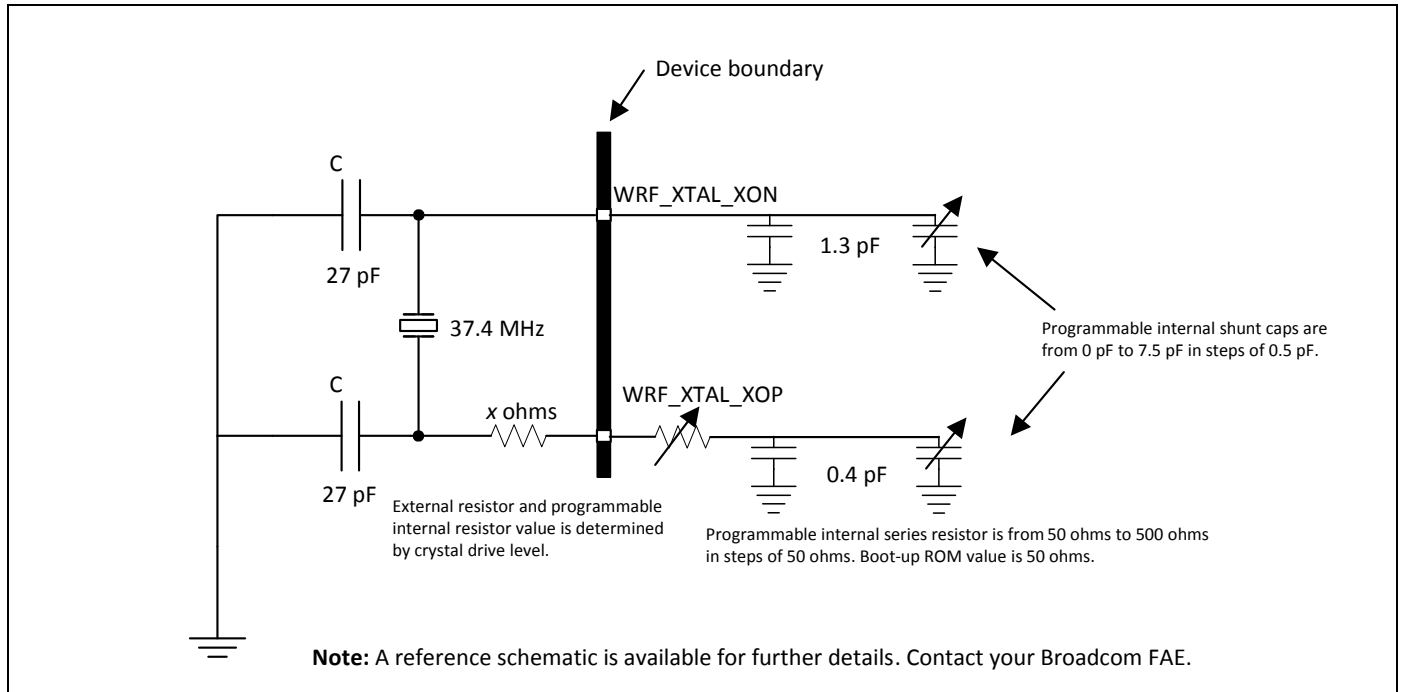 Device boundary
C
WRF_XTAL_XON
27 pF
1.3 pF
37.4 MHz
Programmable internal shunt caps are
from 0 pF to 7.5 pF in steps of 0.5 pF.
C
x ohms
WRF_XTAL_XOP
27 pF
0.4 pF
External resistor and programmable
internal resistor value is determined
by crystal drive level.
Programmable internal series resistor is from 50 ohms to 500 ohms
in steps of 50 ohms. Boot-up ROM value is 50 ohms.
Note: A reference schematic is available for further details. Contact your Broadcom FAE.